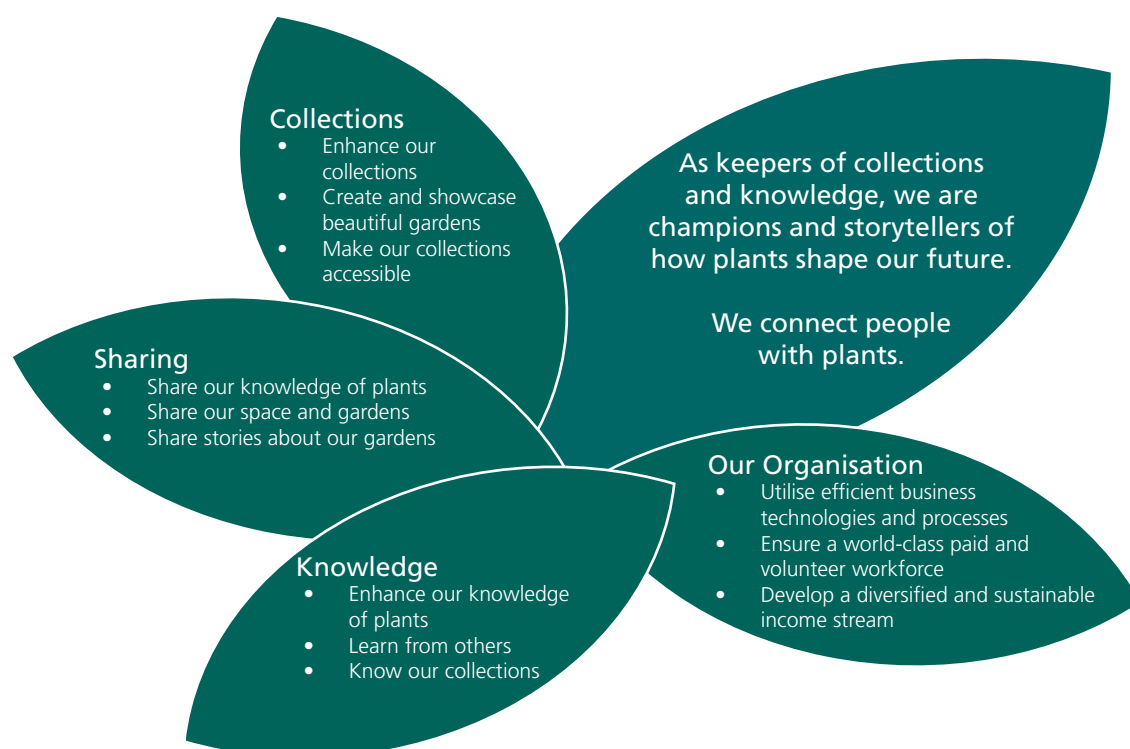 Collections
• Enhance our
collections
• Create and showcase
beautiful gardens
• Make our collections
accessible
As keepers of collections
and knowledge, we are
champions and storytellers of
how plants shape our future.
We connect people
with plants.
Sharing
• Share our knowledge of plants
• Share our space and gardens
• Share stories about our gardens
Our Organisation
• Utilise efficient business
technologies and processes
• Ensure a world-class paid and
volunteer workforce
• Develop a diversified and sustainable
income stream
Knowledge
• Enhance our knowledge
of plants
• Learn from others
• Know our collections